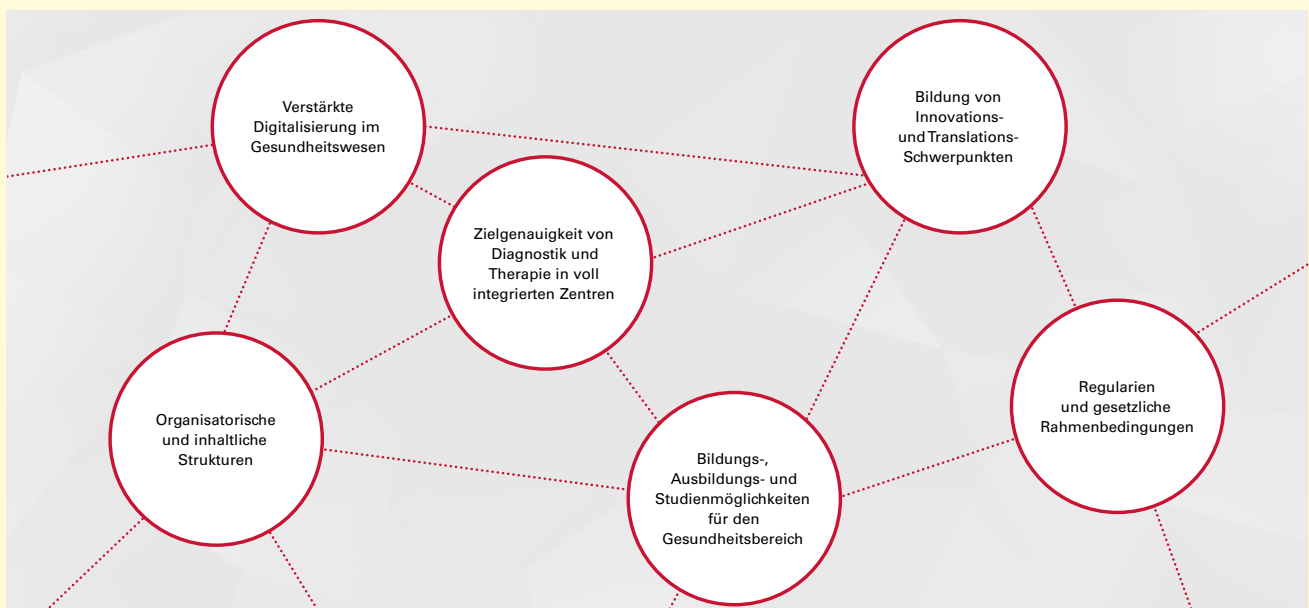 Verstärkte
Digitalisierung im
Gesundheitswesen
Bildung von
Innovations-
und Translations-
Schwerpunkten
Zielgenauigkeit von
Diagnostik und
Therapie in voll
integrierten Zentren
Organisatorische
und inhaltliche
Strukturen
Bildungs-,
Ausbildungs- und
Studienmöglichkeiten
für den
Gesundheitsbereich
Regularien
und gesetzliche
Rahmenbedingungen